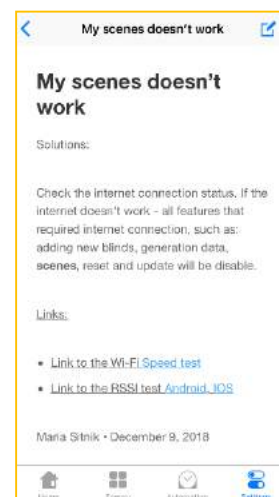 My scenes doesn't work
My scenes doesn't
work
Solutions:
Check the internet connection status. If the
internet doesn't work - all features that
required internet connection, such as:
adding new blinds, generation data,
scenes, reset and update will be disable.
Links:
• Link to the Wi-Fi Speed test
• Link to the RSSI test Android, IOS
Maria Sitnik • December 9, 2018